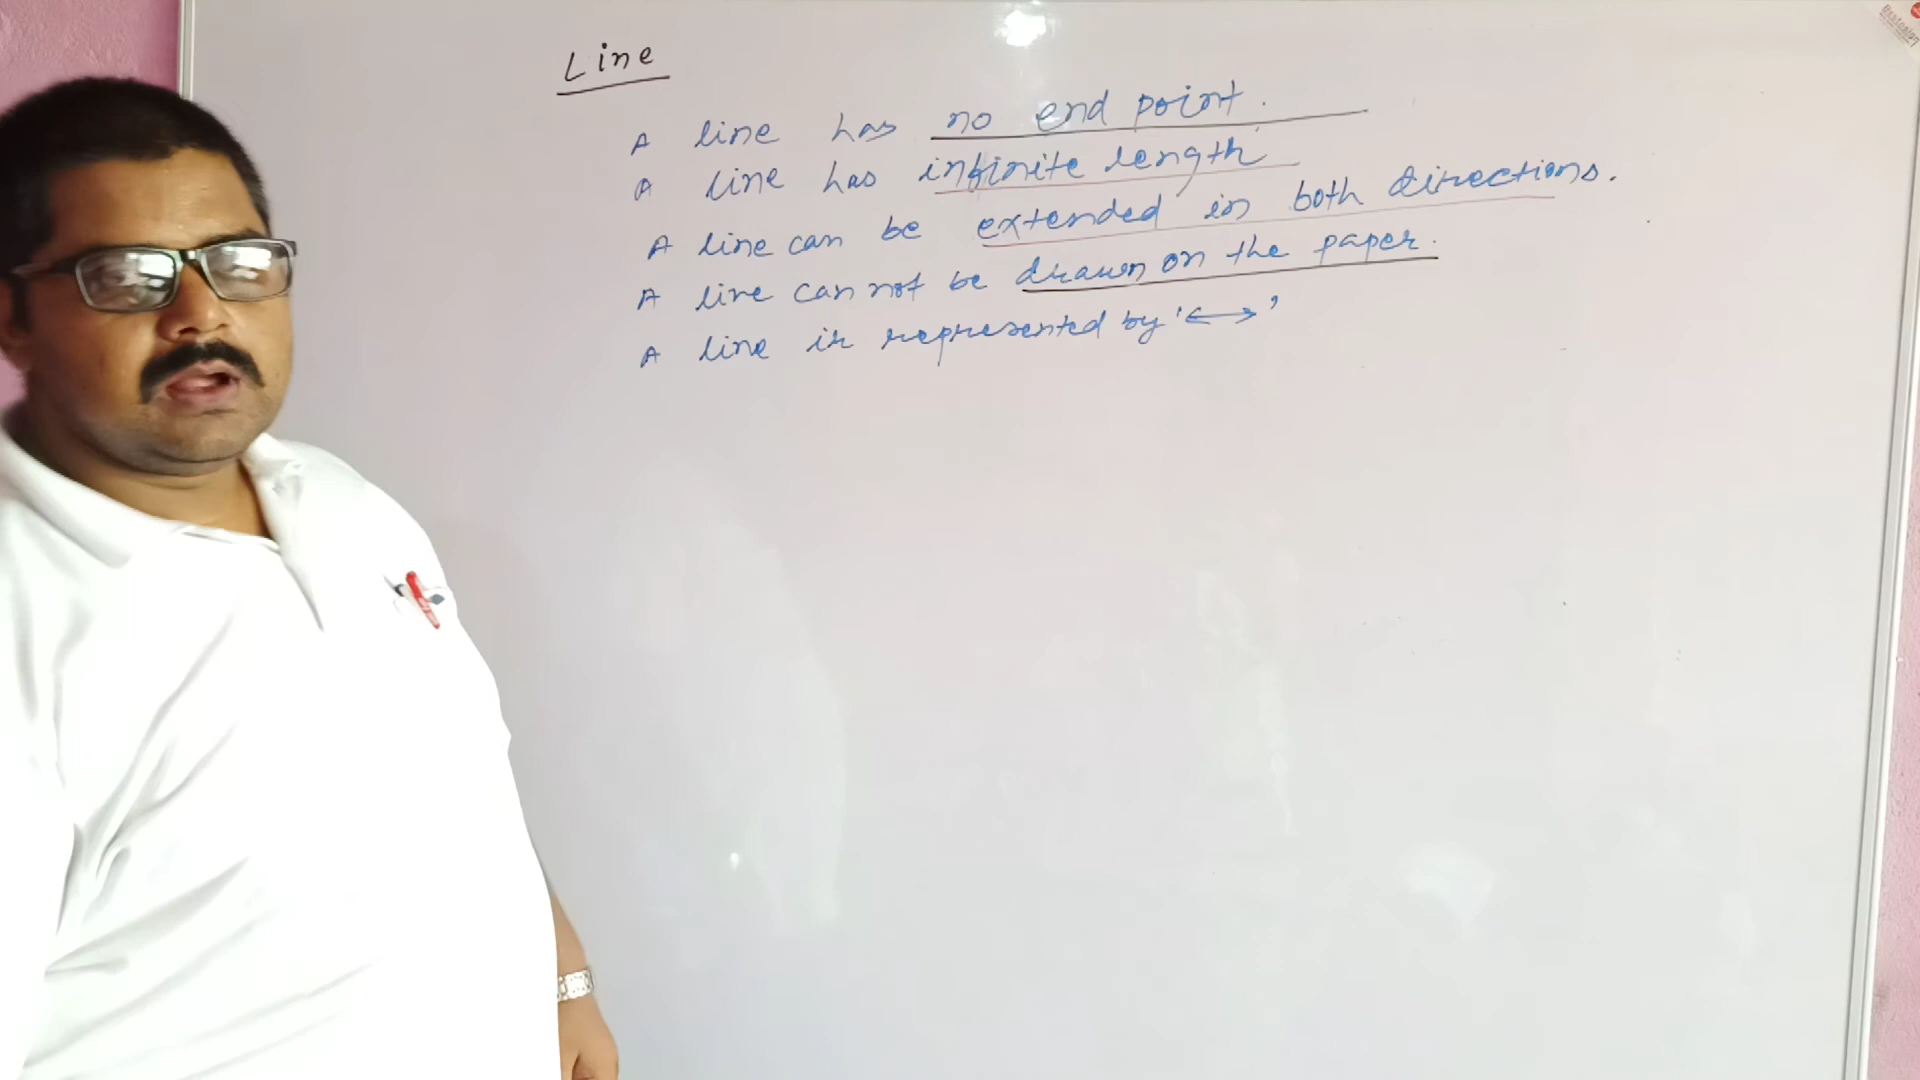 Line
A line has no end point.
A line has infinite length
A line can be extended in both directions.
A line can not be drawn on the paper.
A line is represented by '↔'